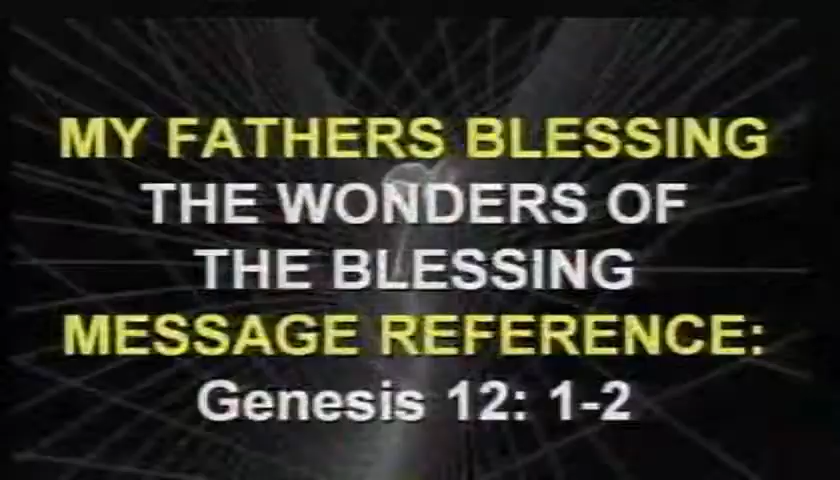 MY FATHERS BLESSING
THE WONDERS OF
THE BLESSING
MESSAGE REFERENCE:
Genesis 12: 1-2